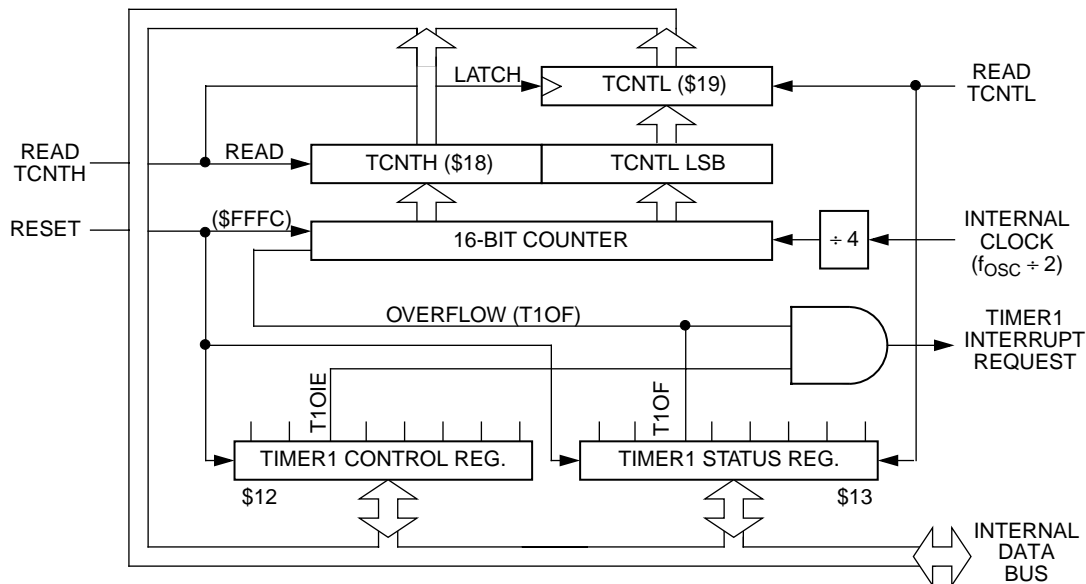 LATCH
TCNTL ($19)
READ
TCNTL
READ
TCNTH
READ
TCNTH ($18)
TCNTL LSB
RESET
($FFFC)
16-BIT COUNTER
÷ 4
INTERNAL
CLOCK
(fOSC ÷ 2)
OVERFLOW (T1OF)
TIMER1
INTERRUPT
REQUEST
T1OIE
T1OF
TIMER1 CONTROL REG.
TIMER1 STATUS REG.
$12
$13
INTERNAL
DATA
BUS